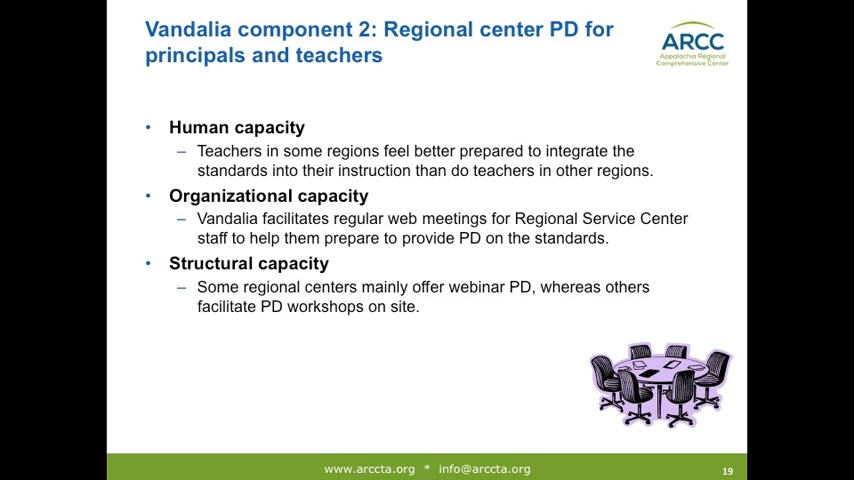 Vandalia component 2: Regional center PD for
principals and teachers
ARCC
Appalachia Regional
Comprehensive Center
• Human capacity
– Teachers in some regions feel better prepared to integrate the
standards into their instruction than do teachers in other regions.
• Organizational capacity
– Vandalia facilitates regular web meetings for Regional Service Center
staff to help them prepare to provide PD on the standards.
• Structural capacity
– Some regional centers mainly offer webinar PD, whereas others
facilitate PD workshops on site.
www.arccta.org * info@arccta.org
19